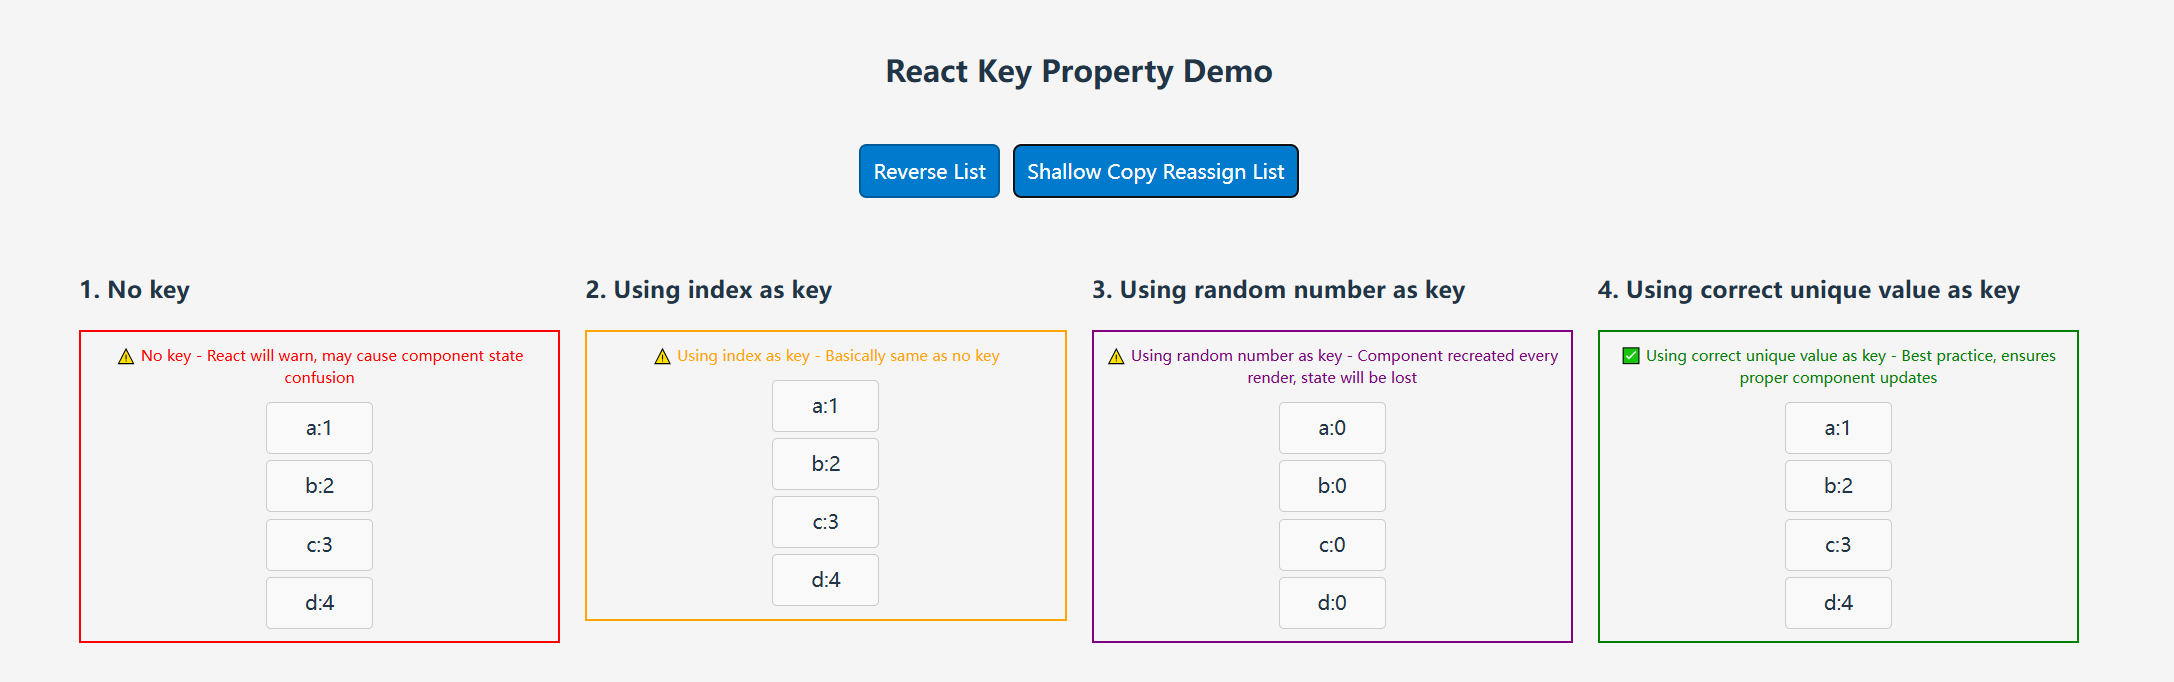 React Key Property Demo
Reverse List
Shallow Copy Reassign List
1. No key
⚠️ No key - React will warn, may cause component state
confusion
a:1
b:2
c:3
d:4
2. Using index as key
⚠️ Using index as key - Basically same as no key
a:1
b:2
c:3
d:4
3. Using random number as key
⚠️ Using random number as key - Component recreated every
render, state will be lost
a:0
b:0
c:0
d:0
4. Using correct unique value as key
✅ Using correct unique value as key - Best practice, ensures
proper component updates
a:1
b:2
c:3
d:4